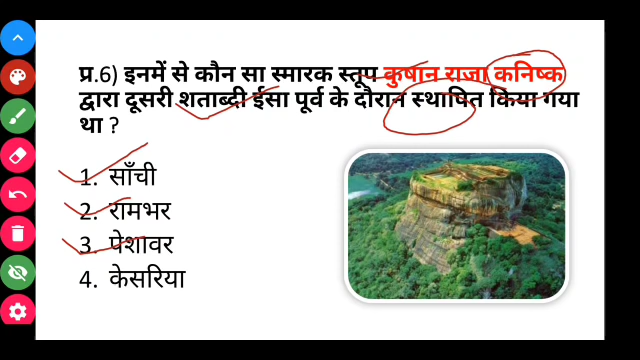 प्र.6) इनमें से कौन सा स्मारक स्तूप कुषान राजा कनिष्क
द्वारा दूसरी शताब्दी ईसा पूर्व के दौरान स्थापित किया गया
था ?
1. साँची
2. रामभर
3. पेशावर
4. केसरिया